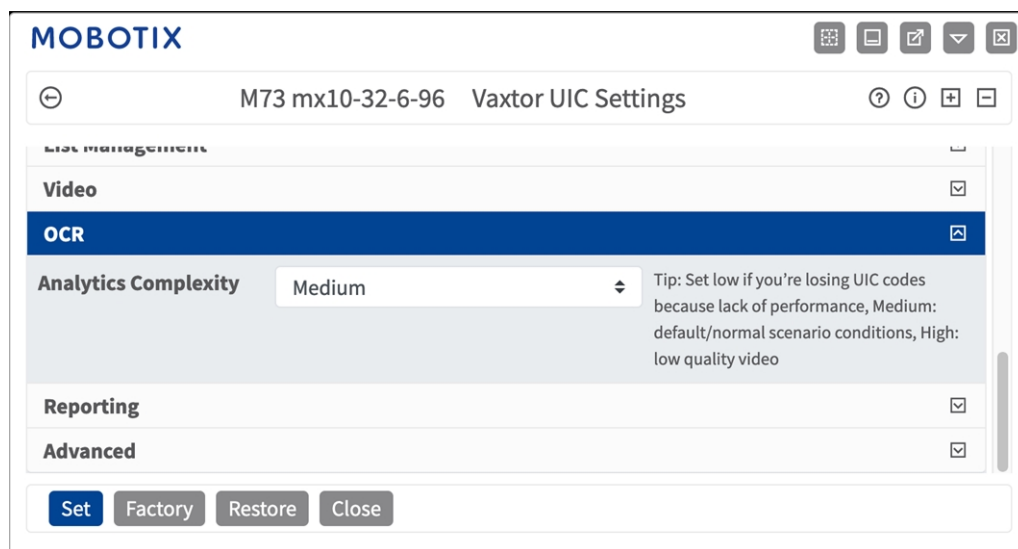 MOBOTIX
M73 mx10-32-6-96 Vaxtor UIC Settings
List Management
Video
OCR
Analytics Complexity
Medium
Tip: Set low if you're losing UIC codes
because lack of performance, Medium:
default/normal scenario conditions, High:
low quality video
Reporting
Advanced
Set
Factory
Restore
Close